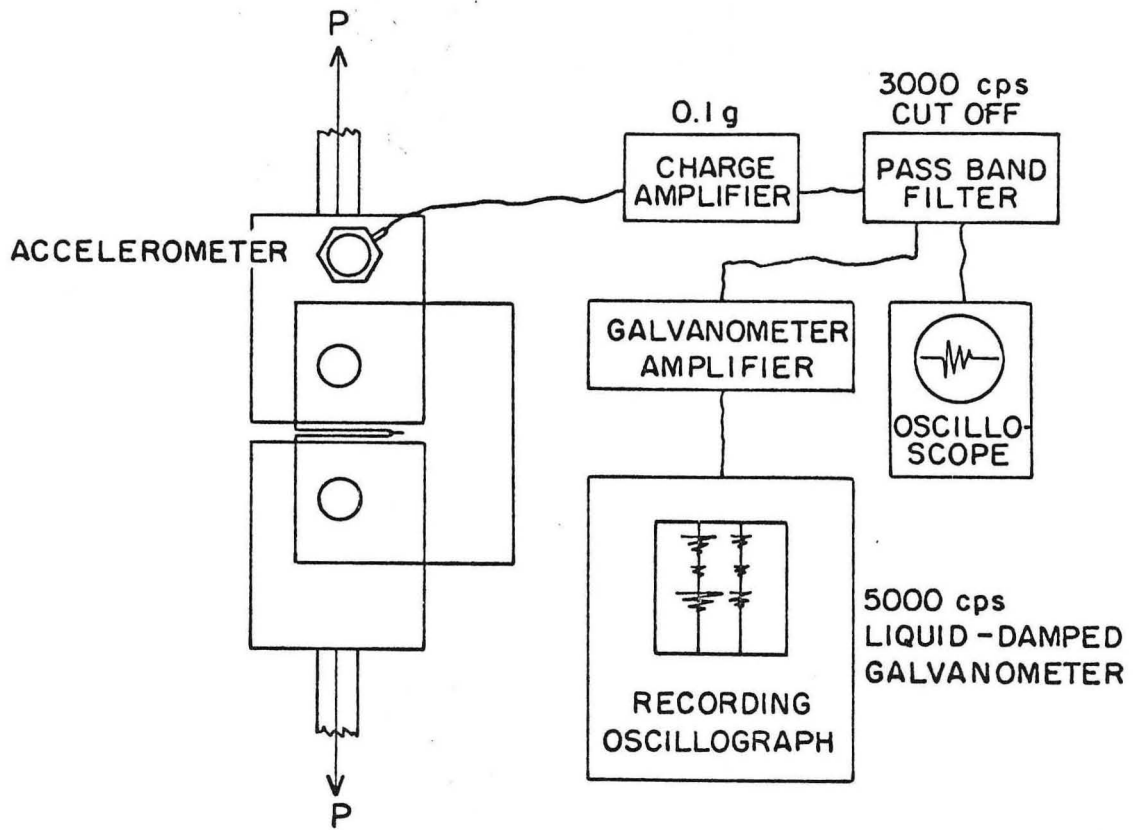 P
ACCELEROMETER
0.1 g
CHARGE
AMPLIFIER
3000 cps
CUT OFF
PASS BAND
FILTER
GALVANOMETER
AMPLIFIER
OSCILLO-
SCOPE
RECORDING
OSCILLOGRAPH
5000 cps
LIQUID-DAMPED
GALVANOMETER
P